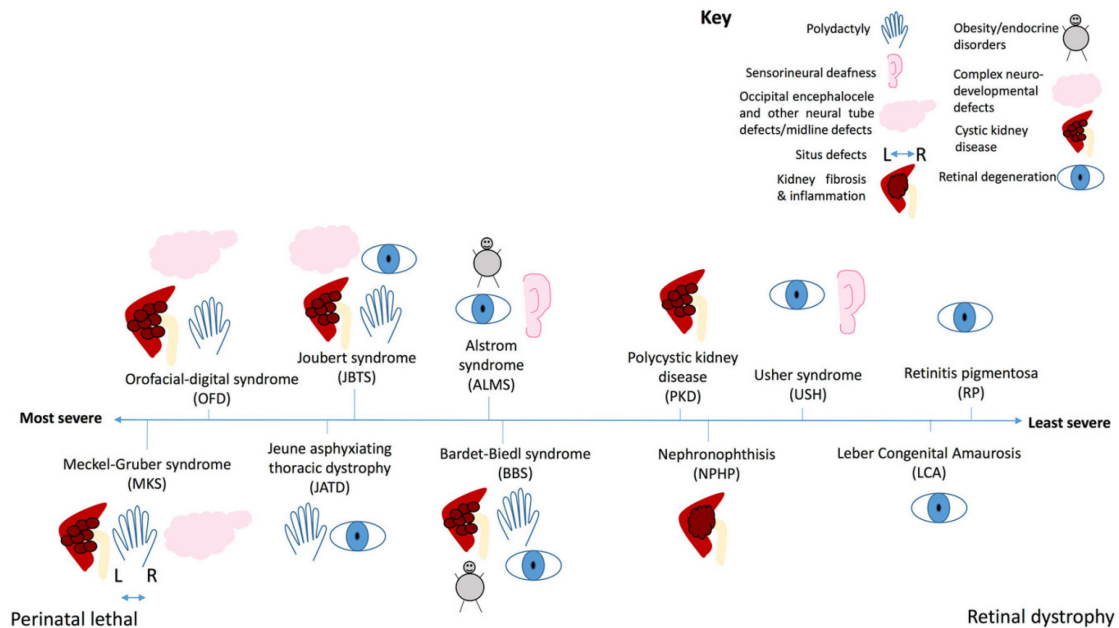 Key
Polydactyly
Obesity/endocrine
disorders
Sensorineural deafness
Complex neuro-
developmental
defects
Occipital encephalocele
and other neural tube
defects/midline defects
Cystic kidney
disease
Situs defects
L R
Kidney fibrosis
& inflammation
Retinal degeneration
Orofacial-digital syndrome
(OFD)
Joubert syndrome
(JBTS)
Alstrom
syndrome
(ALMS)
Polycystic kidney
disease
(PKD)
Usher syndrome
(USH)
Retinitis pigmentosa
(RP)
Most severe
Least severe
Meckel-Gruber syndrome
(MKS)
Jeune asphyxiating
thoracic dystrophy
(JATD)
Bardet-Biedl syndrome
(BBS)
Nephronophthisis
(NPHP)
Leber Congenital Amaurosis
(LCA)
L R
Perinatal lethal
Retinal dystrophy